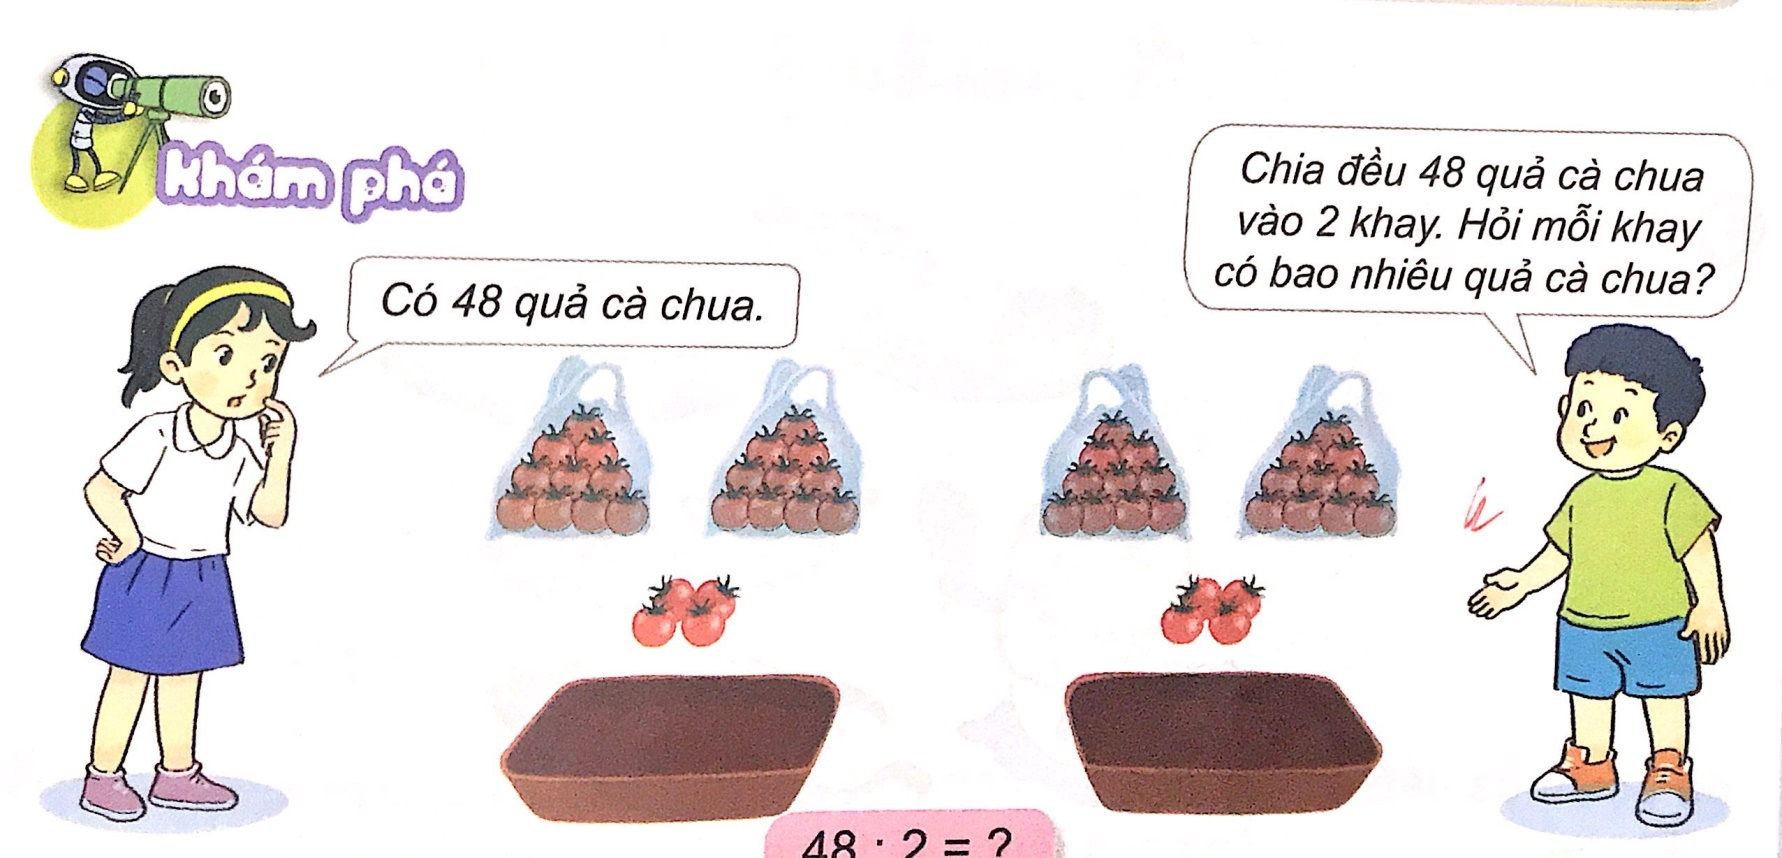 Khám phá
Có 48 quả cà chua.
Chia đều 48 quả cà chua
vào 2 khay. Hỏi mỗi khay
có bao nhiêu quả cà chua?
48 : 2 = ?